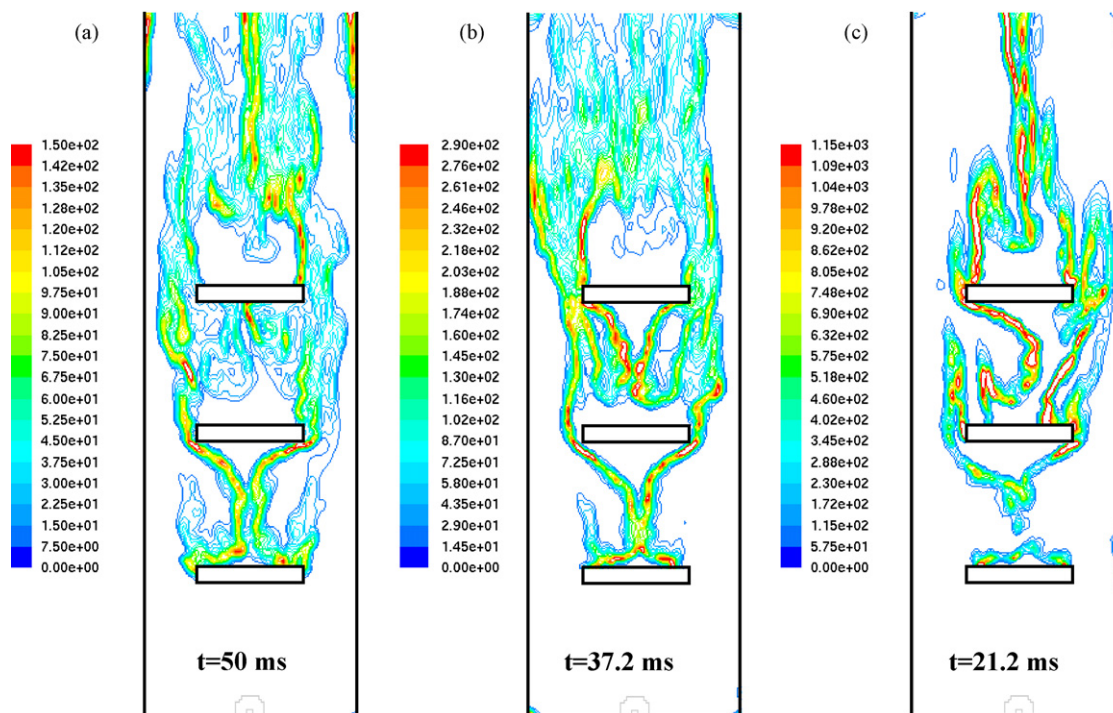 (a)
1.50e+02
1.42e+02
1.35e+02
1.28e+02
1.20e+02
1.12e+02
1.05e+02
9.75e+01
9.00e+01
8.25e+01
7.50e+01
6.75e+01
6.00e+01
5.25e+01
4.50e+01
3.75e+01
3.00e+01
2.25e+01
1.50e+01
7.50e+00
0.00e+00
t=50 ms
(b)
2.90e+02
2.76e+02
2.61e+02
2.46e+02
2.32e+02
2.18e+02
2.03e+02
1.88e+02
1.74e+02
1.60e+02
1.45e+02
1.30e+02
1.16e+02
1.02e+02
8.70e+01
7.25e+01
5.80e+01
4.35e+01
2.90e+01
1.45e+01
0.00e+00
t=37.2 ms
(c)
1.15e+03
1.09e+03
1.04e+03
9.78e+02
9.20e+02
8.62e+02
8.05e+02
7.48e+02
6.90e+02
6.32e+02
5.75e+02
5.18e+02
4.60e+02
4.02e+02
3.45e+02
2.88e+02
2.30e+02
1.72e+02
1.15e+02
5.75e+01
0.00e+00
t=21.2 ms